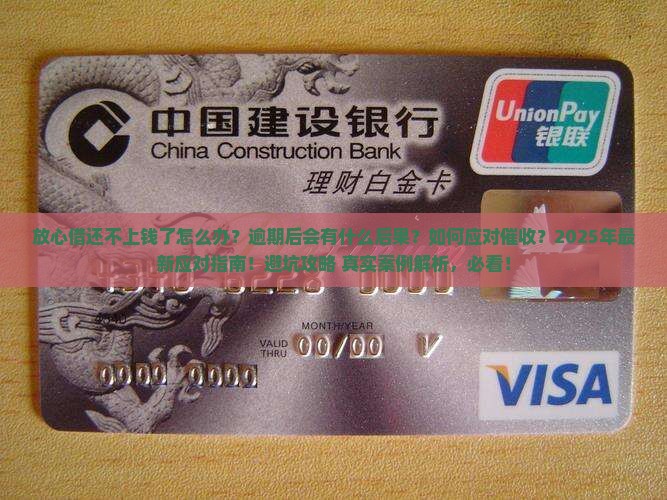 中国建设银行
China Construction Bank
理财白金卡
UnionPay
银联
放心借还不上钱了怎么办？逾期后会有什么后果？如何应对催收？2025年最
新应对指南！避坑攻略 真实案例解析，必看！
MONTH/YEAR
VALID
THRU
00/00 V
0000 0000
VISA